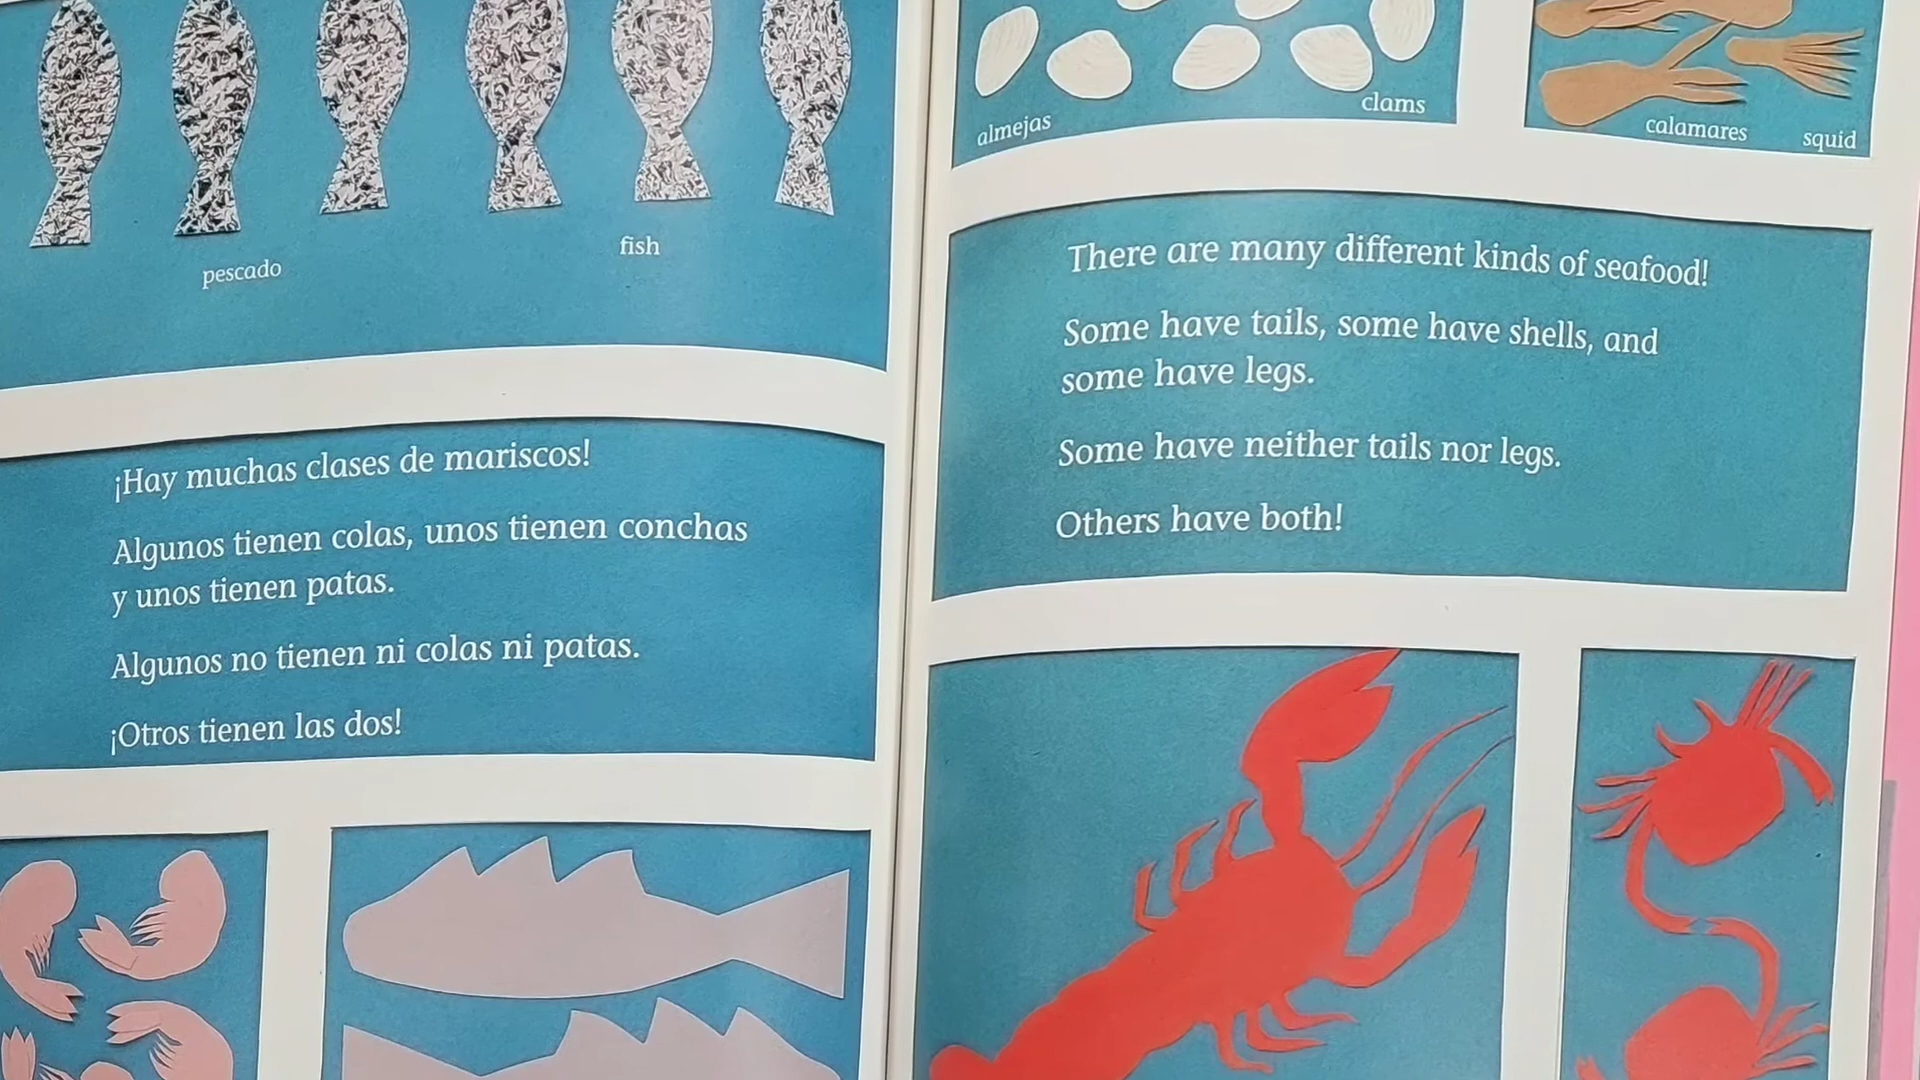 pescado
fish
¡Hay muchas clases de mariscos!
Algunos tienen colas, unos tienen conchas
y unos tienen patas.
Algunos no tienen ni colas ni patas.
¡Otros tienen las dos!
almejas
clams
calamares
squid
There are many different kinds of seafood!
Some have tails, some have shells, and
some have legs.
Some have neither tails nor legs.
Others have both!